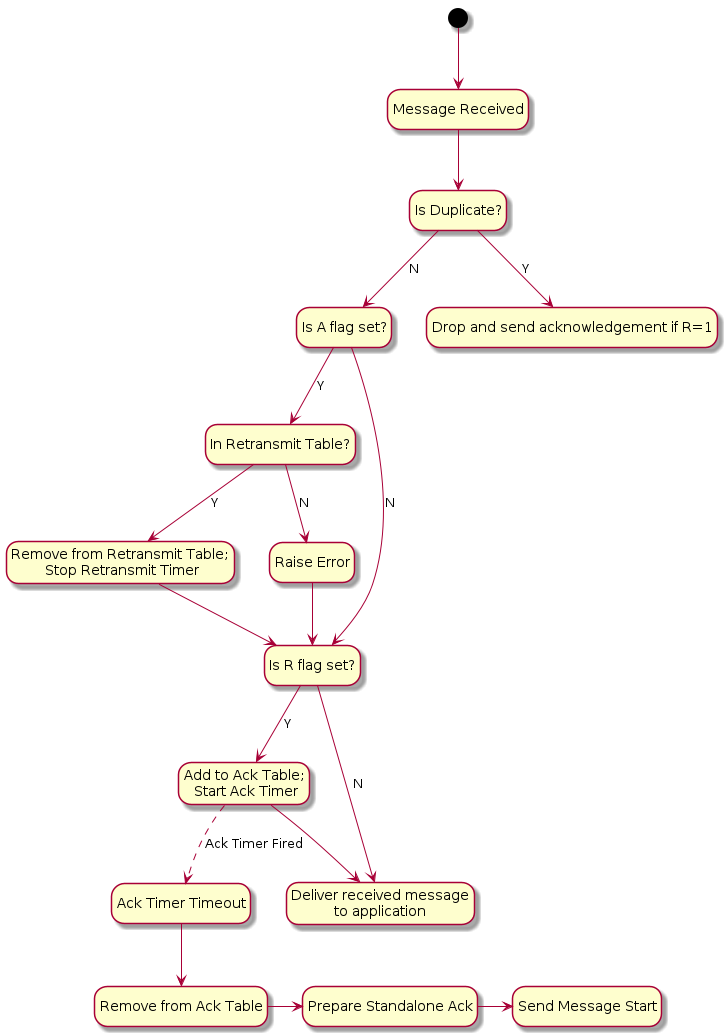 Message Received
Is Duplicate?
N
Y
Is A flag set?
Drop and send acknowledgement if R=1
Y
In Retransmit Table?
N
Y
N
Remove from Retransmit Table;
Stop Retransmit Timer
Raise Error
Is R flag set?
Y
Add to Ack Table;
Start Ack Timer
N
Ack Timer Fired
Ack Timer Timeout
Deliver received message
to application
Remove from Ack Table
Prepare Standalone Ack
Send Message Start